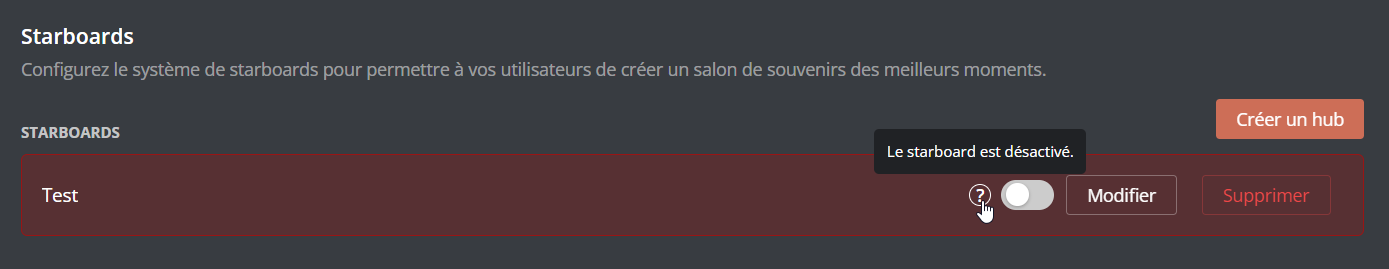 Starboards
Configurez le système de starboards pour permettre à vos utilisateurs de créer un salon de souvenirs des meilleurs moments.
Créer un hub
STARBOARDS
Le starboard est désactivé.
Test
?
Modifier
Supprimer